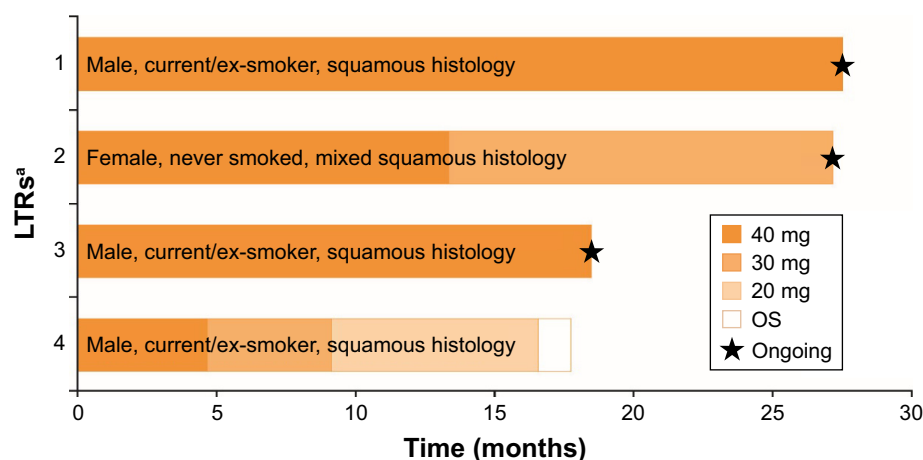 1
Male, current/ex-smoker, squamous histology
2
Female, never smoked, mixed squamous histology
3
Male, current/ex-smoker, squamous histology
4
Male, current/ex-smoker, squamous histology
LTRsᵃ
40 mg
30 mg
20 mg
OS
Ongoing
0 5 10 15 20 25 30
Time (months)